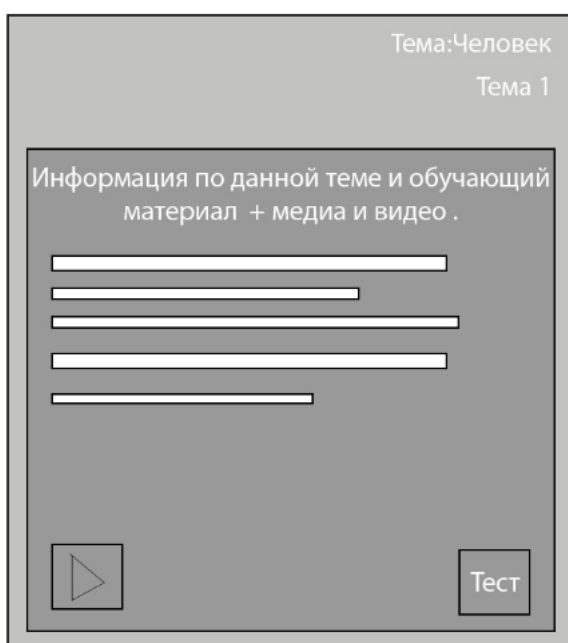 Тема:Человек
Тема 1
Информация по данной теме и обучающий
материал + медиа и видео .
Тест